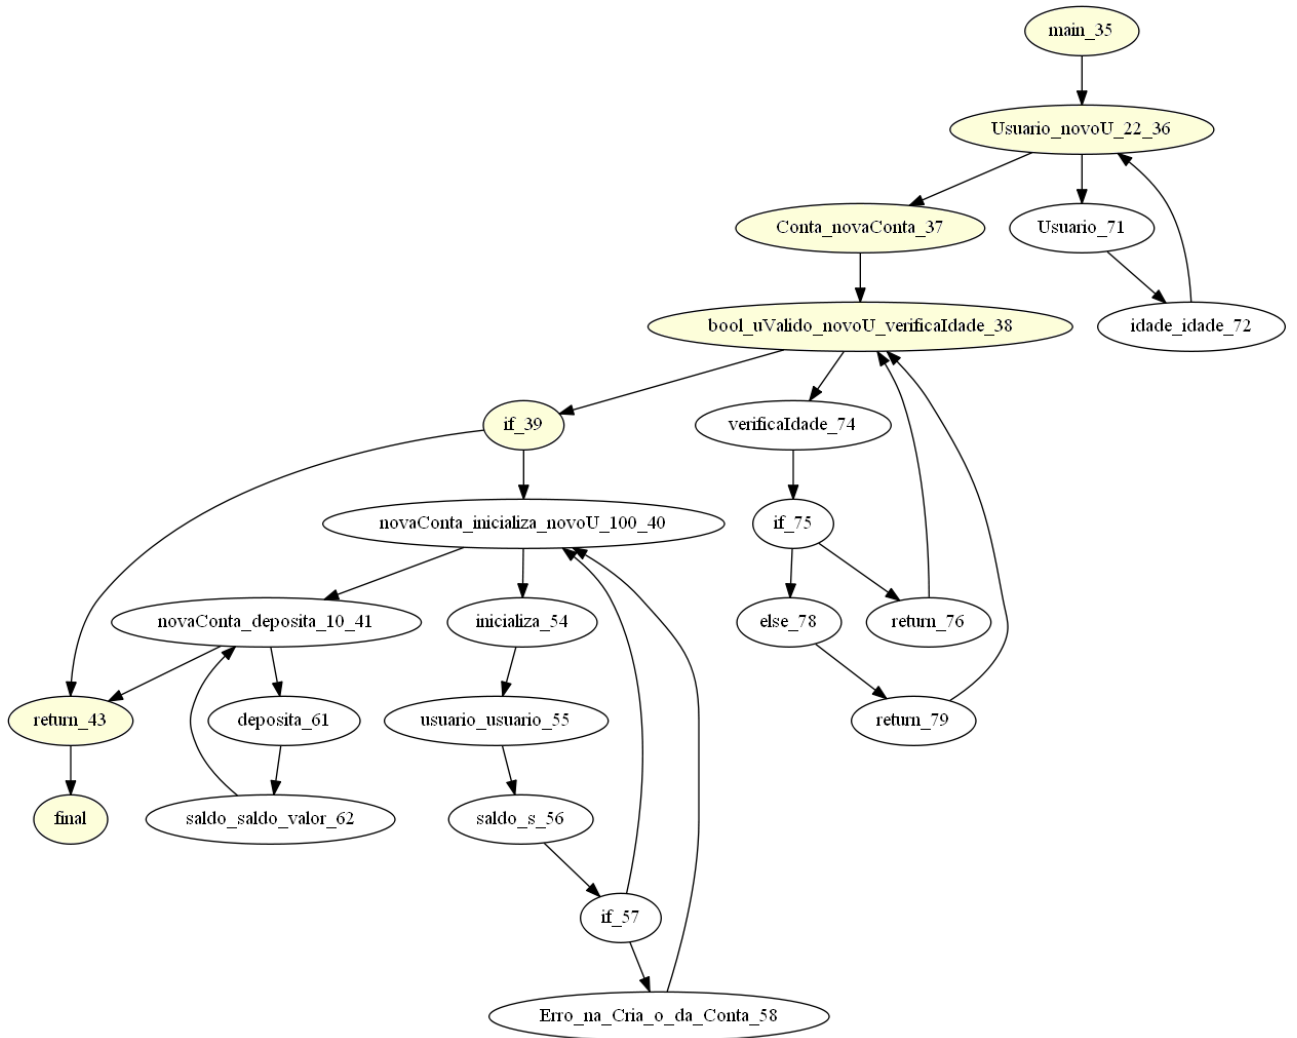 main_35
Usuario_novoU_22_36
Conta_novaConta_37
Usuario_71
bool_uValido_novoU_verificaIdade_38
idade_idade_72
if_39
verificaIdade_74
novaConta_inicializa_novoU_100_40
if_75
novaConta_deposita_10_41
inicializa_54
else_78
return_76
return_43
deposita_61
usuario_usuario_55
return_79
final
saldo_saldo_valor_62
saldo_s_56
if_57
Erro_na_Cria_o_da_Conta_58